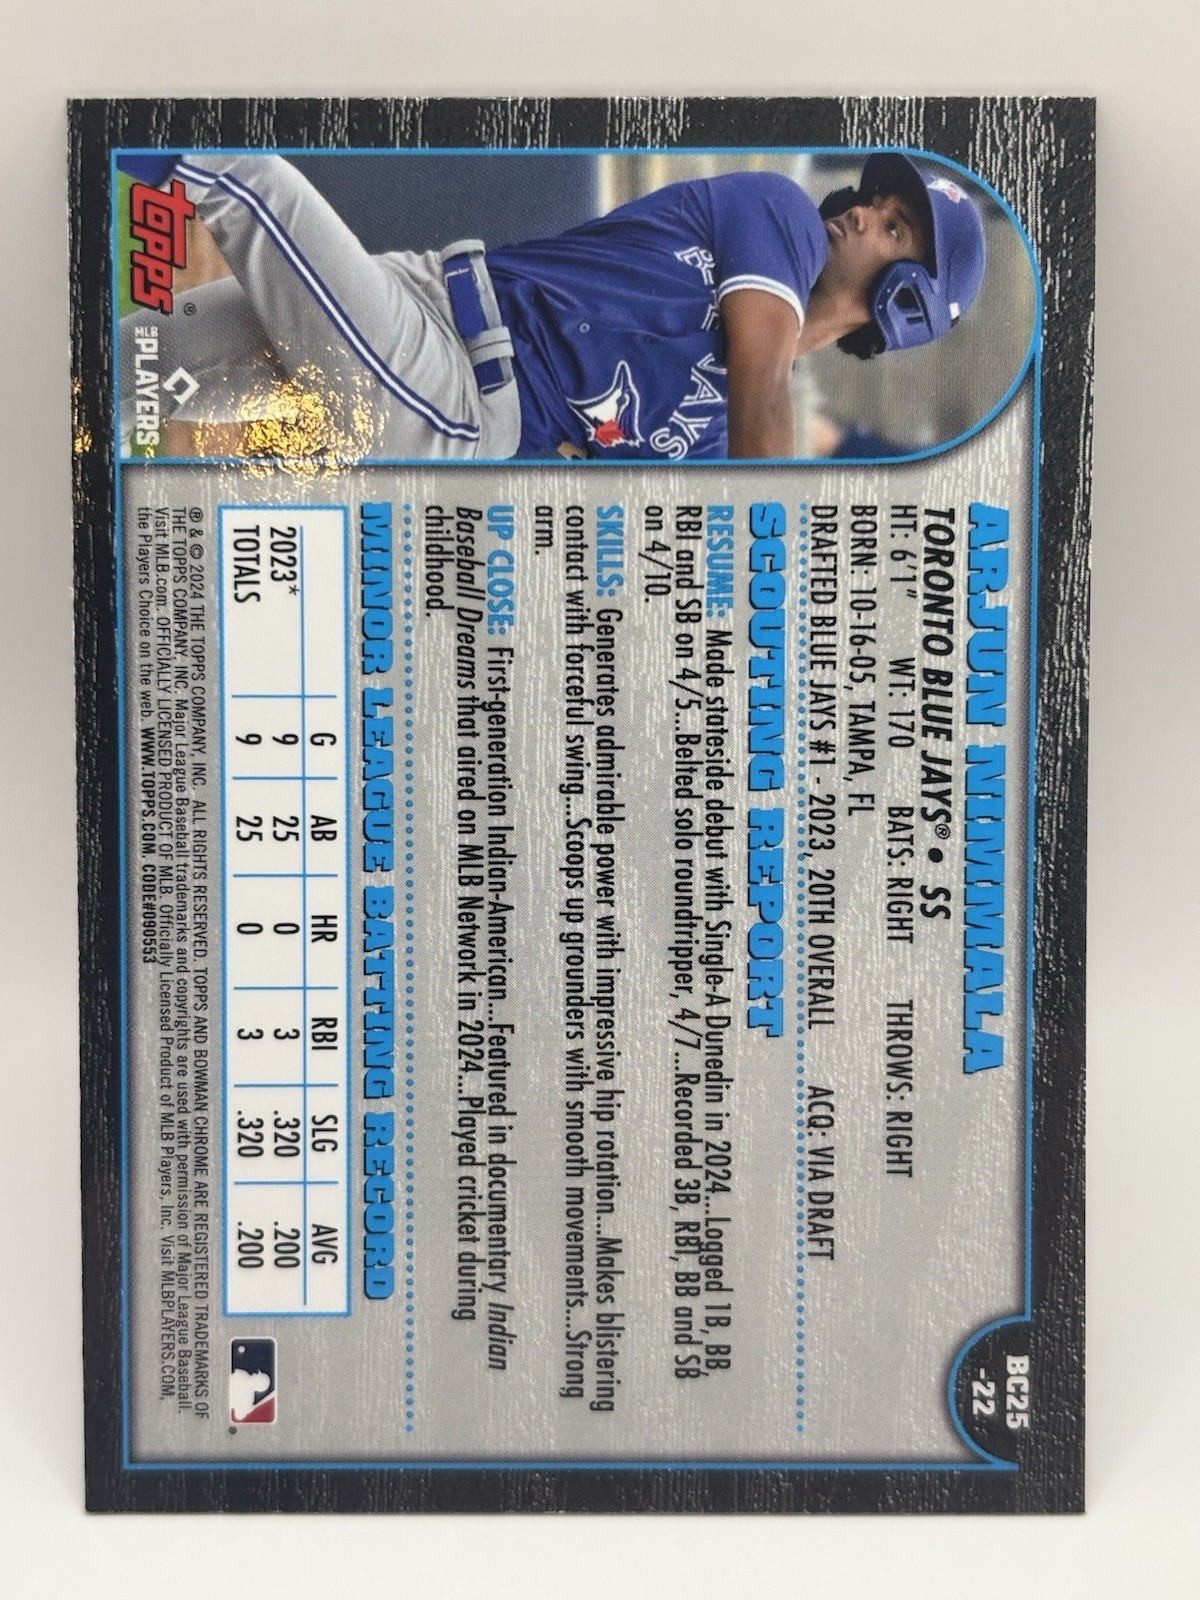 BC25
-22
ARJUN NIMMALA
TORONTO BLUE JAYS® • SS
HT: 6'1" WT: 170 BATS: RIGHT THROWS: RIGHT
BORN: 10-16-05, TAMPA, FL
DRAFTED BLUE JAYS #1 - 2023, 20TH OVERALL ACQ: VIA DRAFT
SCOUTING REPORT
RESUME: Made stateside debut with Single-A Dunedin in 2024...Logged 1B, BB,
RBI and SB on 4/5...Belted solo roundtripper, 4/7...Recorded 3B, RBI, BB and SB
on 4/10.
SKILLS: Generates admirable power with impressive hip rotation...Makes blistering
contact with forceful swing...Scoops up grounders with smooth movements...Strong
arm.
UP CLOSE: First-generation Indian-American...Featured in documentary Indian
Baseball Dreams that aired on MLB Network in 2024...Played cricket during
childhood.
MINOR LEAGUE BATTING RECORD
G AB HR RBI SLG AVG
2023* 9 25 0 3 .320 .200
TOTALS 9 25 0 3 .320 .200
® & © 2024 THE TOPPS COMPANY, INC. ALL RIGHTS RESERVED. TOPPS AND BOWMAN CHROME ARE REGISTERED TRADEMARKS OF
THE TOPPS COMPANY, INC. Major League Baseball trademarks and copyrights are used with permission of Major League Baseball.
Visit MLB.com. OFFICIALLY LICENSED PRODUCT OF MLB. Officially Licensed Product of MLB Players, Inc. Visit MLBPLAYERS.COM,
the Players Choice on the web. WWW.TOPPS.COM. CODE#090553
JAYS
topps®
MLB PLAYERS